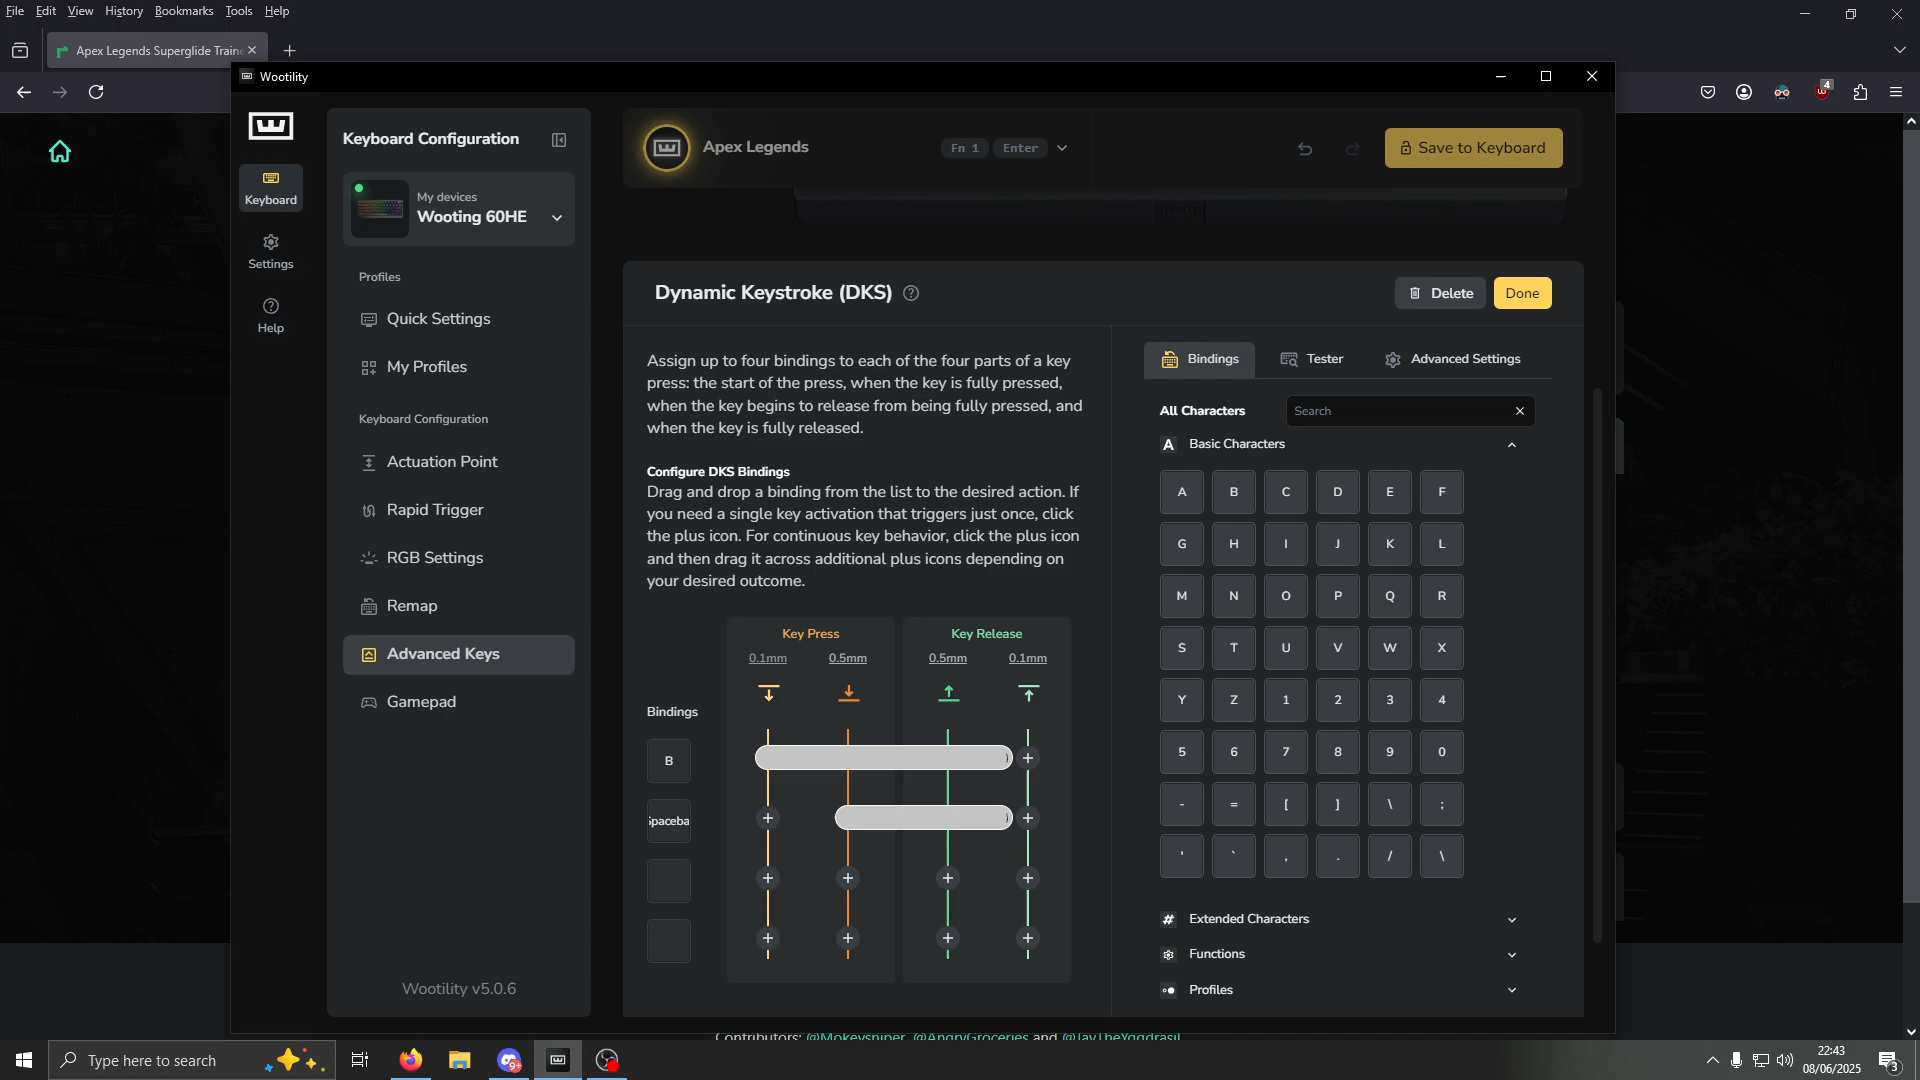 File Edit View History Bookmarks Tools Help
Apex Legends Superglide Traine
Wootility
4
Keyboard Configuration
Apex Legends
Fn 1 Enter
Save to Keyboard
Keyboard
My devices
Wooting 60HE
Settings
Help
Profiles
Quick Settings
My Profiles
Keyboard Configuration
Actuation Point
Rapid Trigger
RGB Settings
Remap
Advanced Keys
Gamepad
Wootility v5.0.6
Dynamic Keystroke (DKS)
Delete
Done
Assign up to four bindings to each of the four parts of a key
press: the start of the press, when the key is fully pressed,
when the key begins to release from being fully pressed, and
when the key is fully released.
Configure DKS Bindings
Drag and drop a binding from the list to the desired action. If
you need a single key activation that triggers just once, click
the plus icon. For continuous key behavior, click the plus icon
and then drag it across additional plus icons depending on
your desired outcome.
Key Press Key Release
0.1mm 0.5mm 0.5mm 0.1mm
Bindings
B
Spaceba
Bindings Tester Advanced Settings
All Characters Search
A Basic Characters
A B C D E F
G H I J K L
M N O P Q R
S T U V W X
Y Z 1 2 3 4
5 6 7 8 9 0
- = [ ] \ ;
' ` , . / \
# Extended Characters
Functions
Profiles
Contributors: @Mokeysniper, @AngryGroceries and @JayTheYggdrasil
Type here to search
9+
22:43
08/06/2025
3